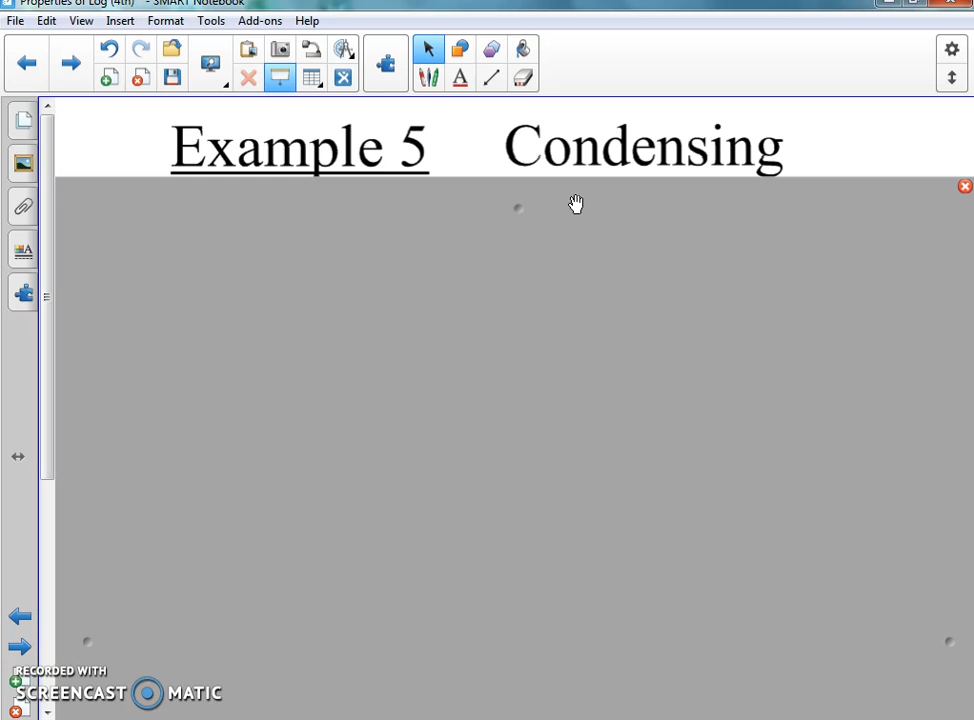 Properties of Log (4th) - SMART Notebook
File Edit View Insert Format Tools Add-ons Help
Example 5 Condensing
RECORDED WITH
SCREENCAST MATIC